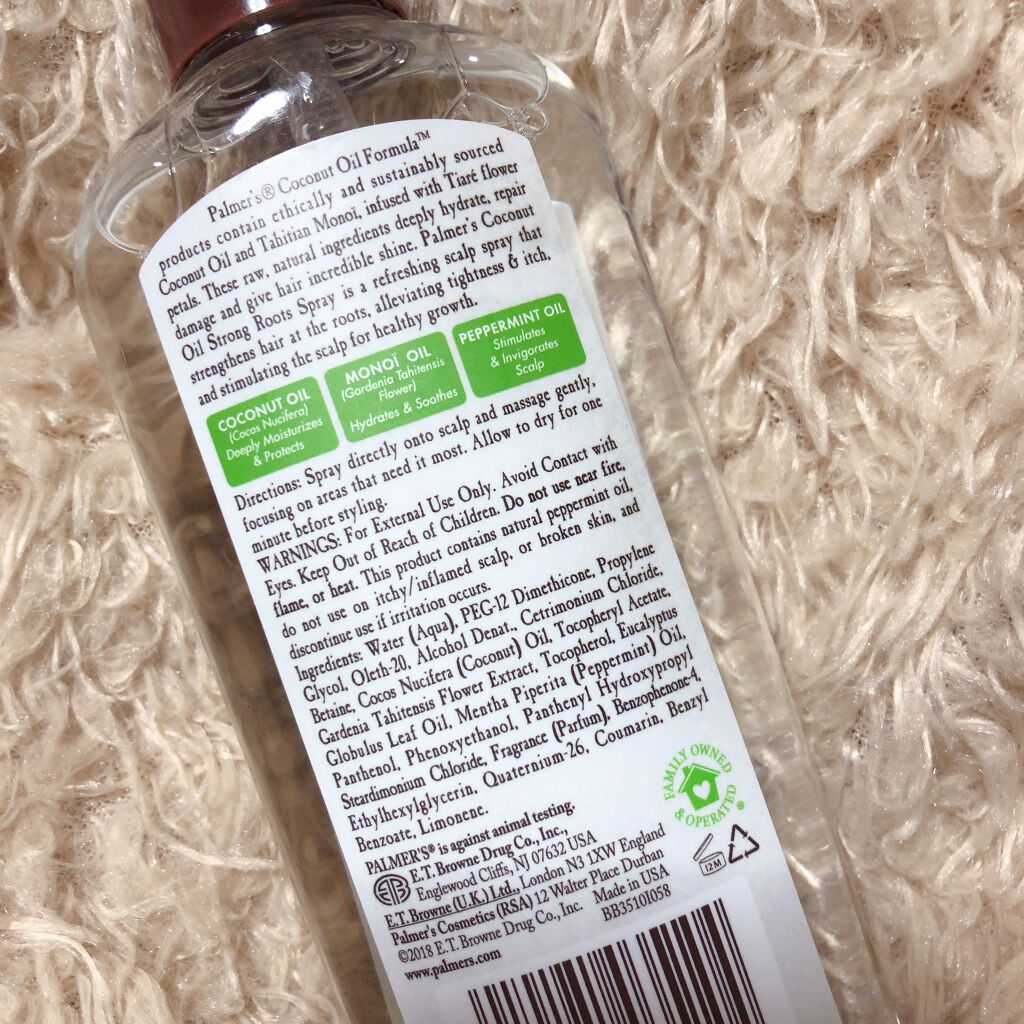 Palmer's® Coconut Oil Formula™
products contain ethically and sustainably sourced
Coconut Oil and Tahitian Monoï, infused with Tiaré flower
petals. These raw, natural ingredients deeply hydrate, repair
damage and give hair incredible shine. Palmer's Coconut
Oil Strong Roots Spray is a refreshing scalp spray that
strengthens hair at the roots, alleviating tightness & itch,
and stimulating the scalp for healthy growth.
COCONUT OIL
(Cocos Nucifera)
Deeply Moisturizes
& Protects
MONOÏ OIL
(Gardenia Tahitensis
Flower)
Hydrates & Soothes
PEPPERMINT OIL
Stimulates
& Invigorates
Scalp
Directions: Spray directly onto scalp and massage gently,
focusing on areas that need it most. Allow to dry for one
minute before styling.
WARNINGS: For External Use Only. Avoid Contact with
Eyes. Keep Out of Reach of Children. Do not use near fire,
flame, or heat. This product contains natural peppermint oil,
do not use on itchy/inflamed scalp, or broken skin, and
discontinue use if irritation occurs.
Ingredients: Water (Aqua), PEG-12 Dimethicone, Propylene
Glycol, Oleth-20, Alcohol Denat., Cetrimonium Chloride,
Betaine, Cocos Nucifera (Coconut) Oil, Tocopheryl Acetate,
Gardenia Tahitensis Flower Extract, Tocopherol, Eucalyptus
Globulus Leaf Oil, Mentha Piperita (Peppermint) Oil,
Panthenol, Phenoxyethanol, Panthenyl Hydroxypropyl
Steardimonium Chloride, Fragrance (Parfum), Benzophenone-4,
Ethylhexylglycerin, Quaternium-26, Coumarin, Benzyl
Benzoate, Limonene.
FAMILY OWNED
& OPERATED®
PALMER'S® is against animal testing.
EB
E.T. Browne Drug Co., Inc.,
Englewood Cliffs, NJ 07632 USA
E.T. Browne (U.K.) Ltd., London N3 1XW England
Palmer's Cosmetics (RSA) 12 Walter Place Durban
©2018 E.T. Browne Drug Co., Inc. Made in USA
www.palmers.com BB3510I058
12M